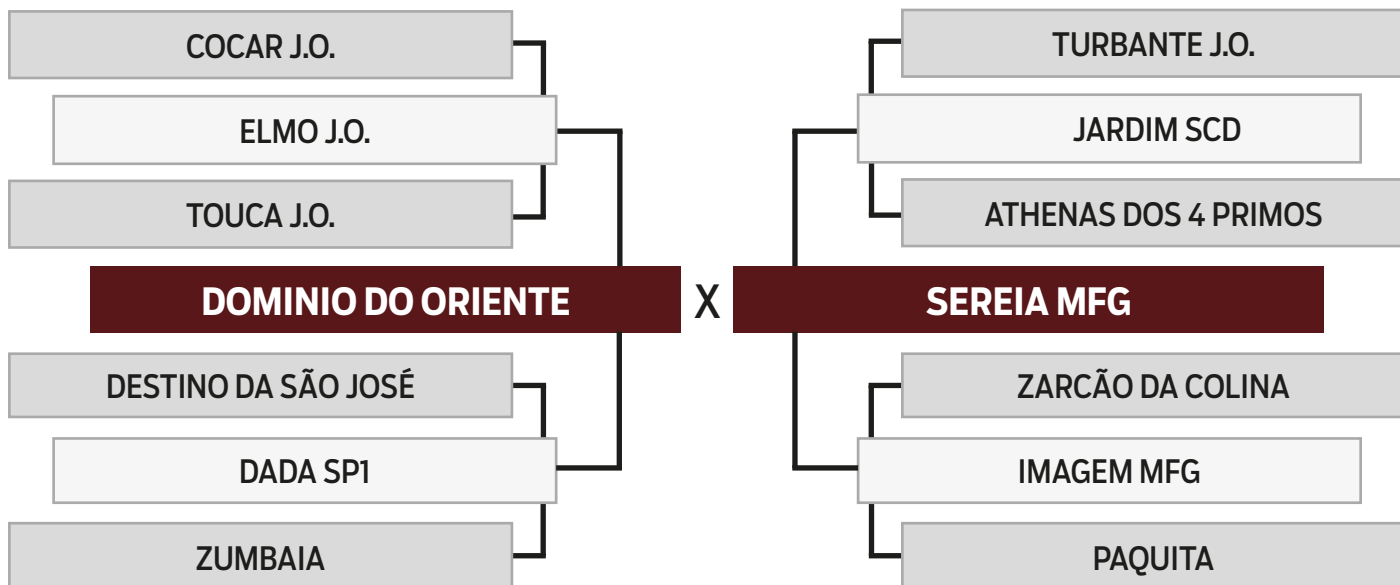 COCAR J.O.
ELMO J.O.
TOUCA J.O.
DOMINIO DO ORIENTE
DESTINO DA SÃO JOSÉ
DADA SP1
ZUMBAIA
X
TURBANTE J.O.
JARDIM SCD
ATHENAS DOS 4 PRIMOS
SEREIA MFG
ZARCÃO DA COLINA
IMAGEM MFG
PAQUITA